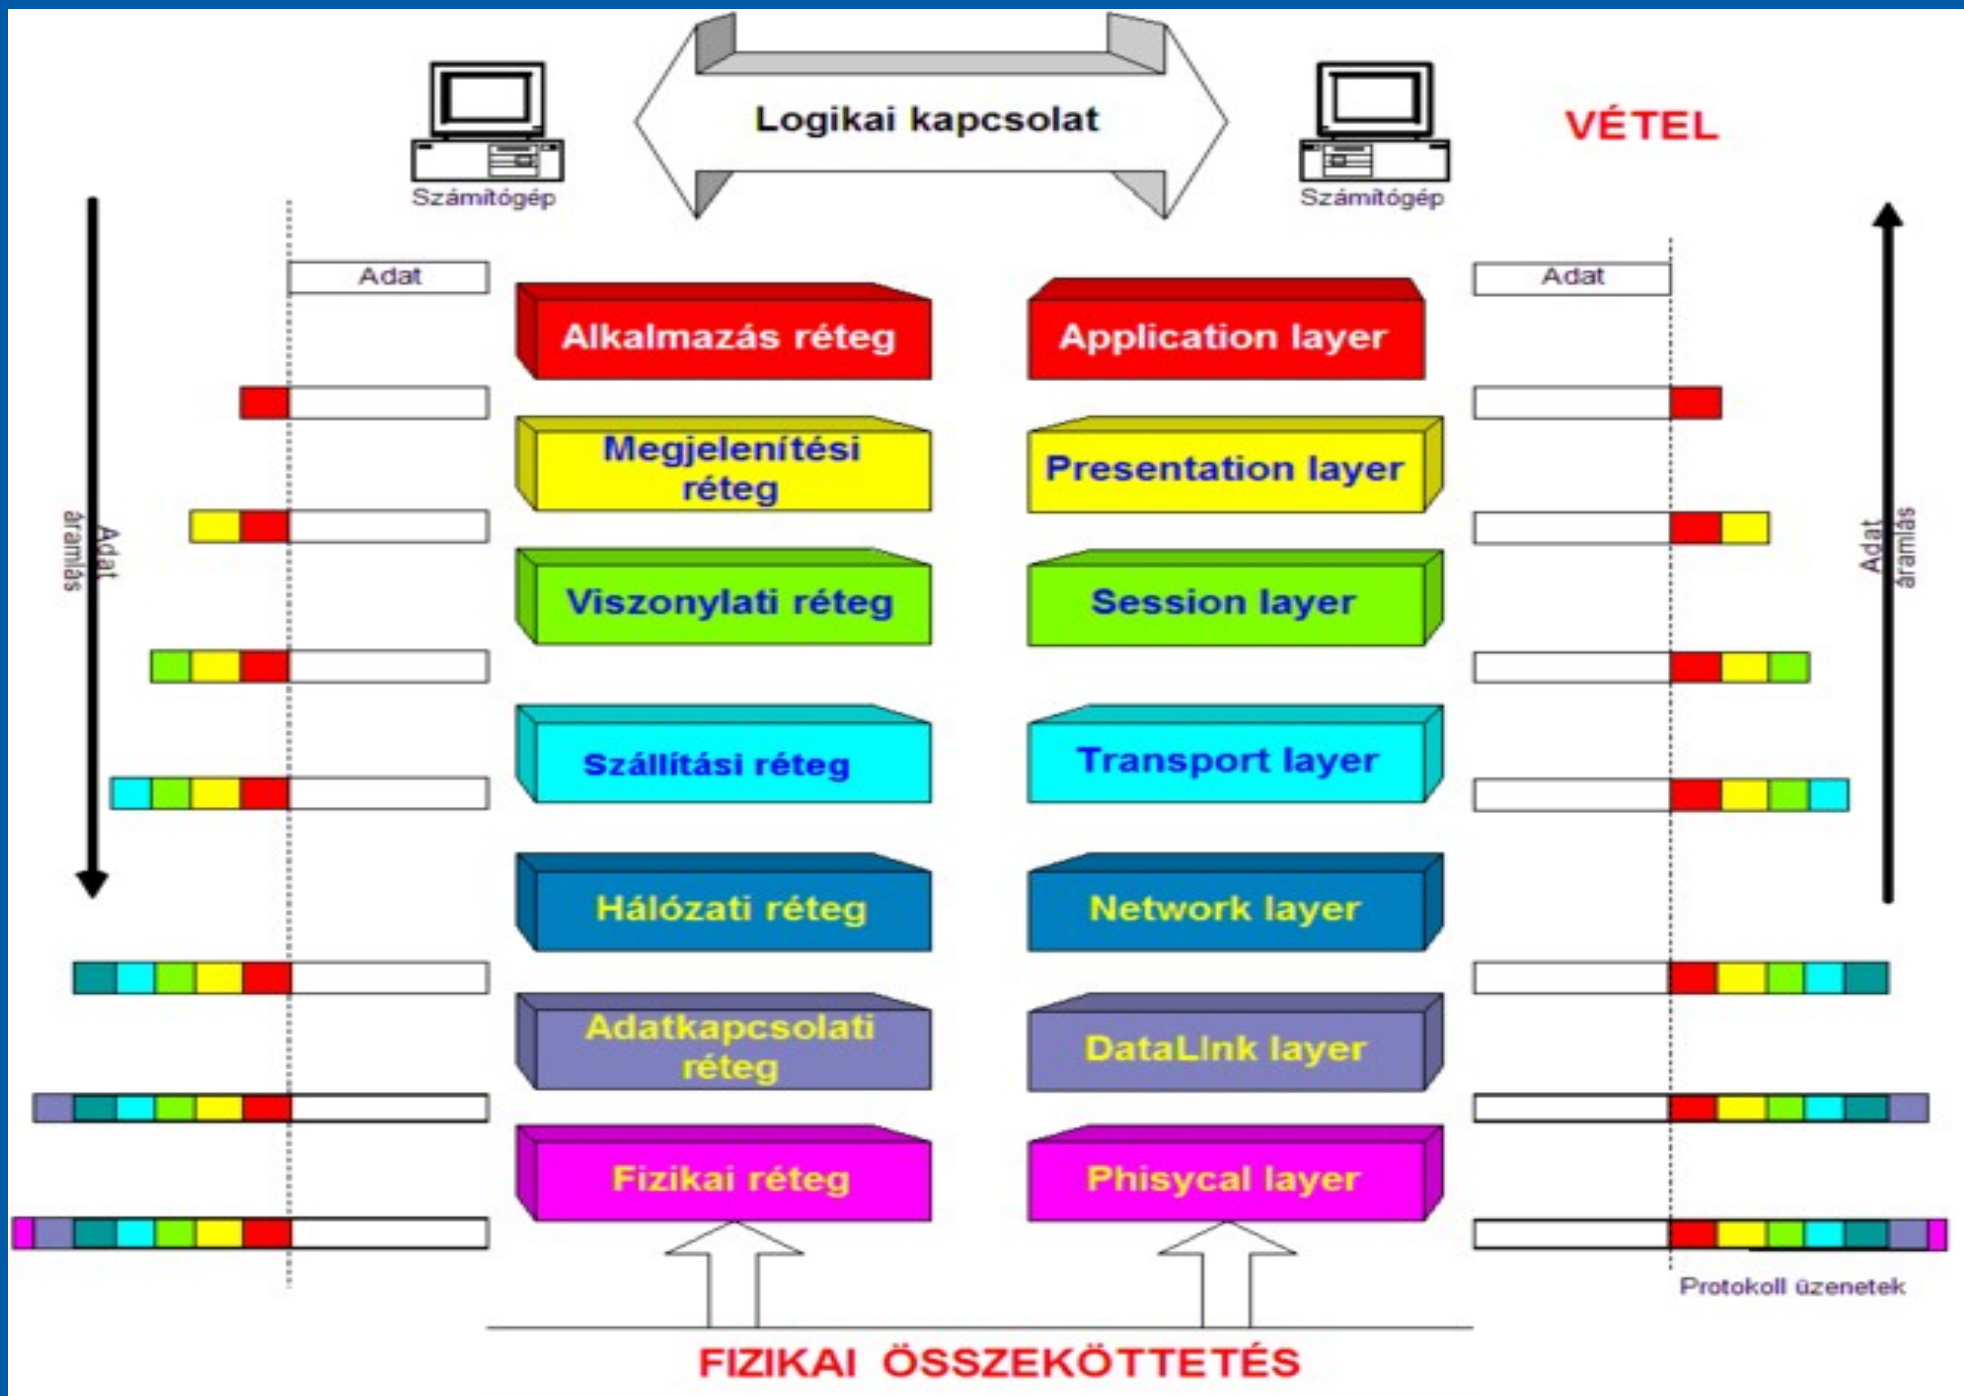 Logikai kapcsolat
VÉTEL
Számítógép
Számítógép
Adat
Adat
Alkalmazás réteg
Application layer
Megjelenítési
réteg
Presentation layer
Adat
áramlás
Adat
áramlás
Viszonylati réteg
Session layer
Szállítási réteg
Transport layer
Hálózati réteg
Network layer
Adatkapcsolati
réteg
DataLInk layer
Fizikai réteg
Phisycal layer
Protokoll üzenetek
FIZIKAI ÖSSZEKÖTTETÉS